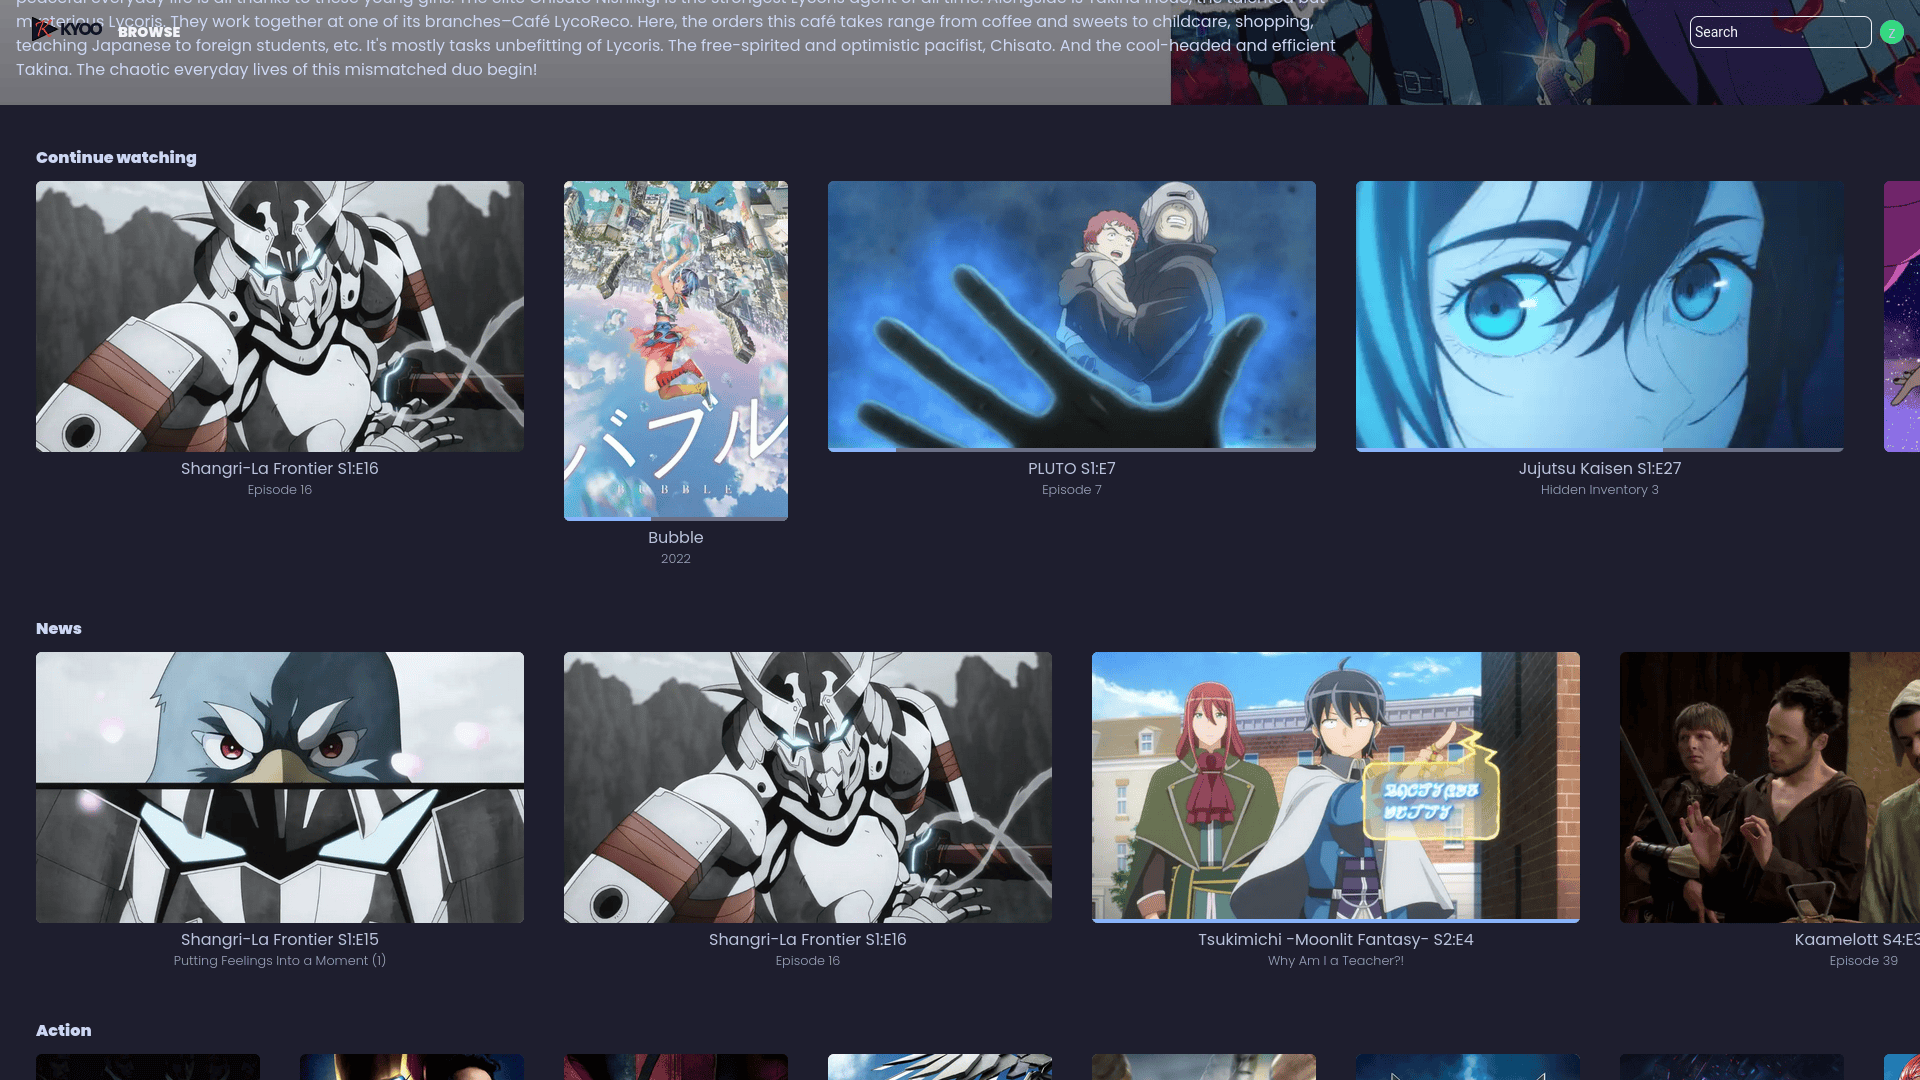 mysterious Lycoris. They work together at one of its branches–Café LycoReco. Here, the orders this café takes range from coffee and sweets to childcare, shopping,
KYOO
BROWSE
Search
Z
teaching Japanese to foreign students, etc. It's mostly tasks unbefitting of Lycoris. The free-spirited and optimistic pacifist, Chisato. And the cool-headed and efficient
Takina. The chaotic everyday lives of this mismatched duo begin!
Continue watching
バブル
BUBBLE
Shangri-La Frontier S1:E16
Episode 16
Bubble
2022
PLUTO S1:E7
Episode 7
Jujutsu Kaisen S1:E27
Hidden Inventory 3
News
Shangri-La Frontier S1:E15
Putting Feelings Into a Moment (1)
Shangri-La Frontier S1:E16
Episode 16
Tsukimichi -Moonlit Fantasy- S2:E4
Why Am I a Teacher?!
Kaamelott S4:E3
Episode 39
Action